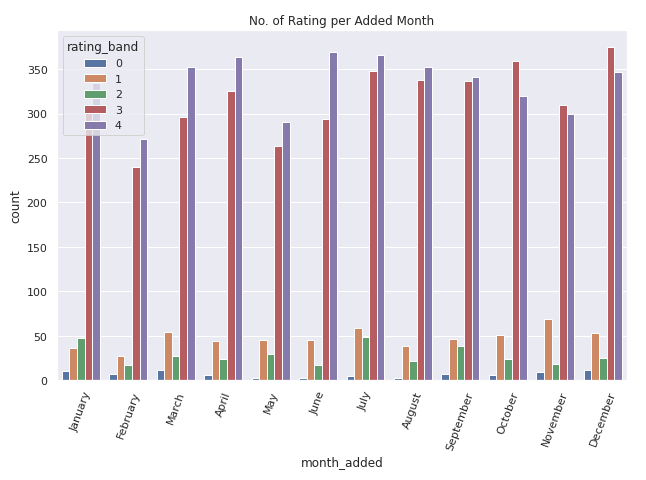 No. of Rating per Added Month
rating_band
0
1
2
3
4
350
300
250
200
150
100
50
0
count
January
February
March
April
May
June
July
August
September
October
November
December
month_added